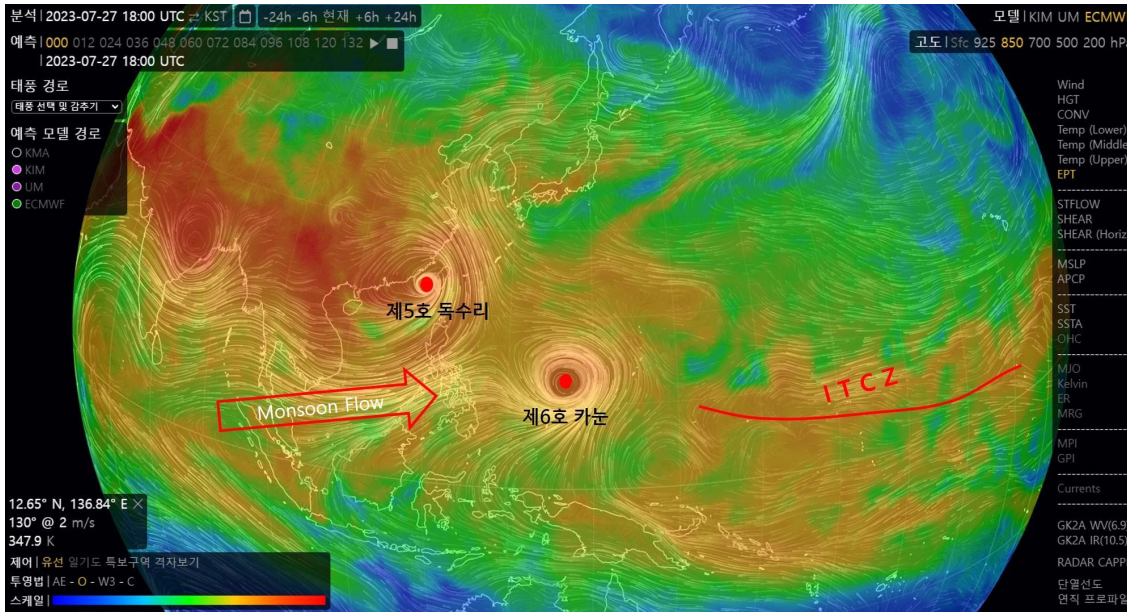 분석 | 2023-07-27 18:00 UTC ⇄ KST -24h -6h 현재 +6h +24h
예측 | 000 012 024 036 048 060 072 084 096 108 120 132 ▶ ■
| 2023-07-27 18:00 UTC
태풍 경로
태풍 선택 및 감추기
예측 모델 경로
KMA
KIM
UM
ECMWF
모델 | KIM UM ECMW
고도 | Sfc 925 850 700 500 200 hPa
Wind
HGT
CONV
Temp (Lower)
Temp (Middle
Temp (Upper)
EPT
STFLOW
SHEAR
SHEAR (Horiz
MSLP
APCP
SST
SSTA
OHC
MJO
Kelvin
ER
MRG
MPI
GPI
Currents
GK2A WV(6.9
GK2A IR(10.5)
RADAR CAPP
단열선도
연직 프로파일
제5호 독수리
제6호 카눈
Monsoon Flow
ITCZ
12.65° N, 136.84° E ×
130° @ 2 m/s
347.9 K
제어 | 유선 일기도 특보구역 격자보기
투영법 | AE - O - W3 - C
스케일 |